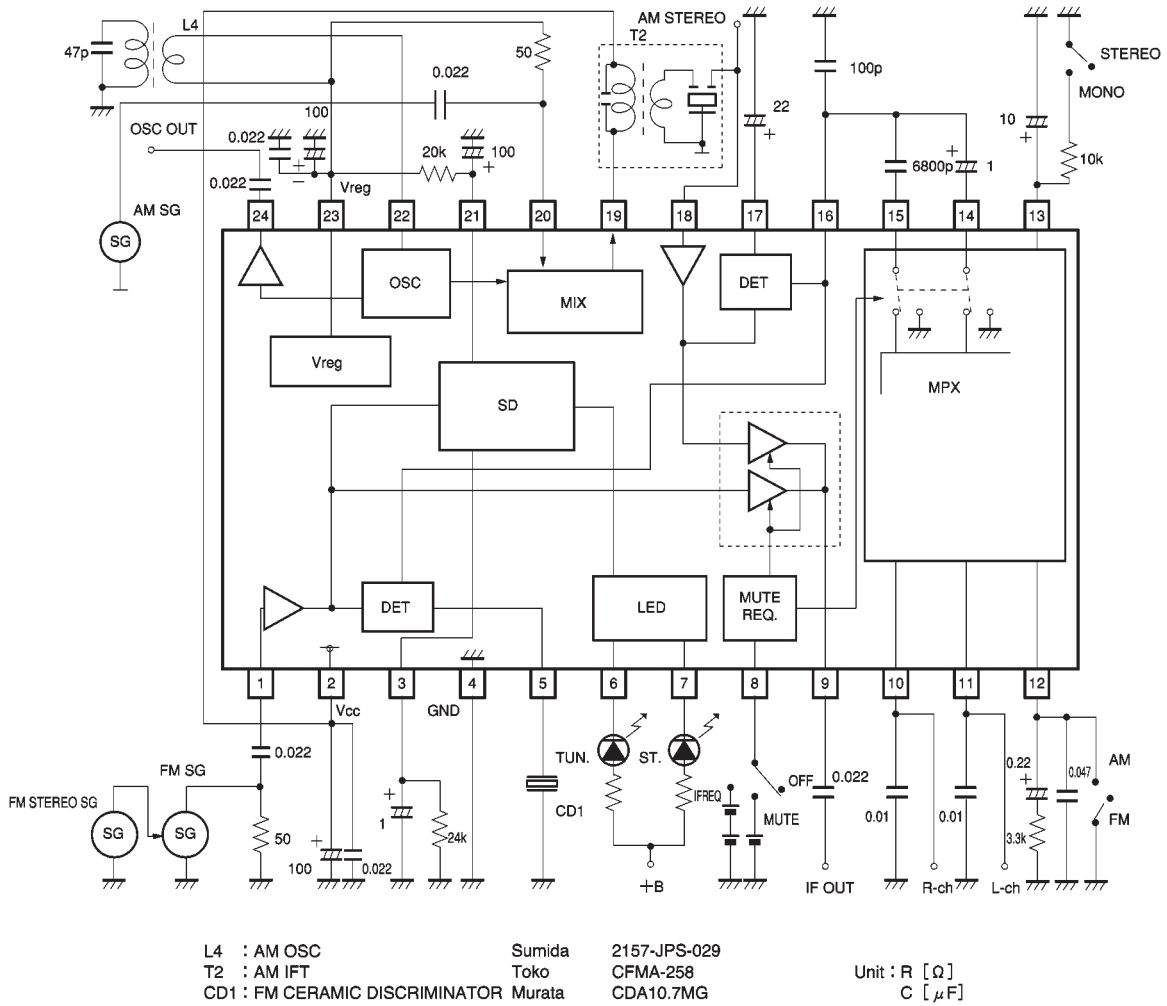 L4
AM STEREO
T2
47p
50
STEREO
0.022
100p
MONO
100
22
OSC OUT
0.022
10
20k
100
6800p
1
10k
0.022
Vreg
AM SG
SG
24
23
22
21
20
19
18
17
16
15
14
13
OSC
MIX
DET
Vreg
SD
MPX
DET
LED
MUTE
REQ.
1
2
3
4
5
6
7
8
9
10
11
12
Vcc
GND
0.022
TUN.
ST.
OFF
0.022
0.22
0.047
AM
FM SG
FM STEREO SG
IFREQ
CD1
MUTE
0.01
0.01
FM
SG
SG
50
1
24k
3.3k
100
0.022
+B
IF OUT
R-ch
L-ch
L4 : AM OSC Sumida 2157-JPS-029
T2 : AM IFT Toko CFMA-258 Unit : R [Ω]
CD1 : FM CERAMIC DISCRIMINATOR Murata CDA10.7MG C [μF]